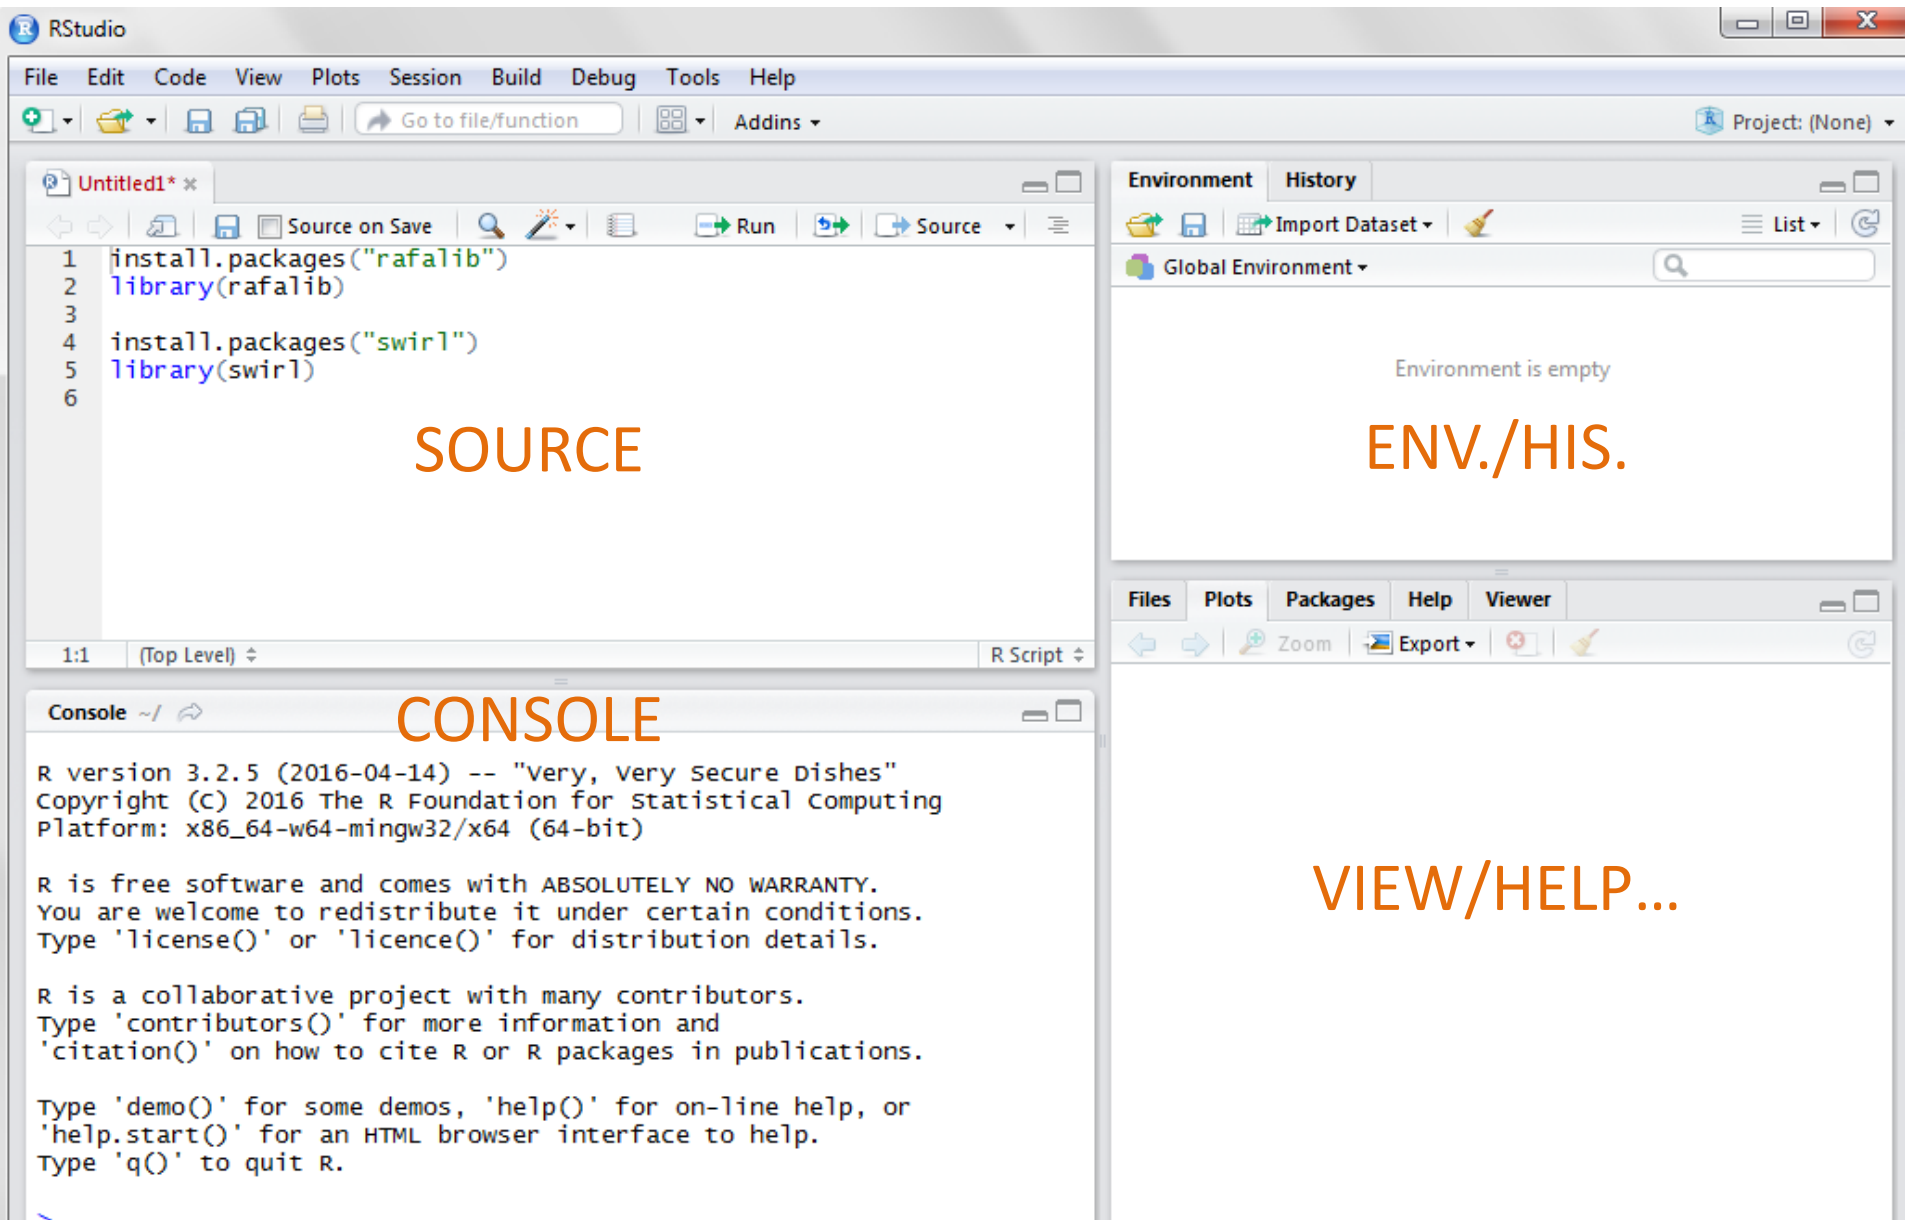 RStudio
File Edit Code View Plots Session Build Debug Tools Help
Go to file/function Addins Project: (None)
Untitled1*
Source on Save Run Source
1 install.packages("rafalib")
2 library(rafalib)
3
4 install.packages("swirl")
5 library(swirl)
6
SOURCE
1:1 (Top Level) R Script
Environment History
Import Dataset List
Global Environment
Environment is empty
ENV./HIS.
Console ~/
CONSOLE
R version 3.2.5 (2016-04-14) -- "Very, Very Secure Dishes"
Copyright (C) 2016 The R Foundation for Statistical Computing
Platform: x86_64-w64-mingw32/x64 (64-bit)
R is free software and comes with ABSOLUTELY NO WARRANTY.
You are welcome to redistribute it under certain conditions.
Type 'license()' or 'licence()' for distribution details.
R is a collaborative project with many contributors.
Type 'contributors()' for more information and
'citation()' on how to cite R or R packages in publications.
Type 'demo()' for some demos, 'help()' for on-line help, or
'help.start()' for an HTML browser interface to help.
Type 'q()' to quit R.
>
Files Plots Packages Help Viewer
Zoom Export
VIEW/HELP...